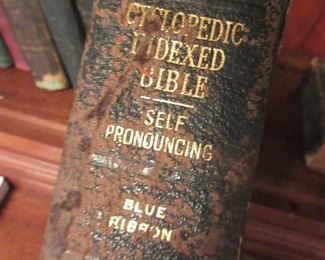 CYCLOPEDIC
INDEXED
BIBLE
SELF
PRONOUNCING
BLUE
RIBBON